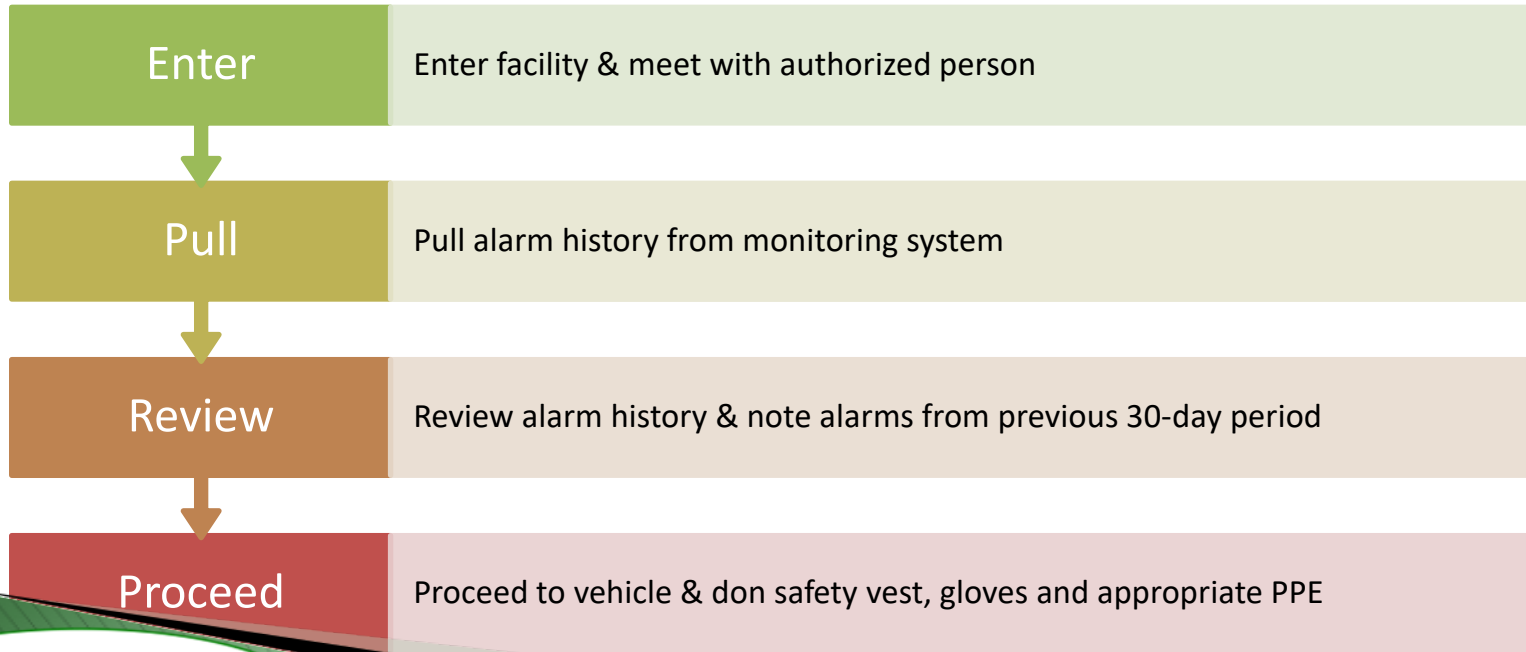 Enter
Enter facility & meet with authorized person
Pull
Pull alarm history from monitoring system
Review
Review alarm history & note alarms from previous 30-day period
Proceed
Proceed to vehicle & don safety vest, gloves and appropriate PPE